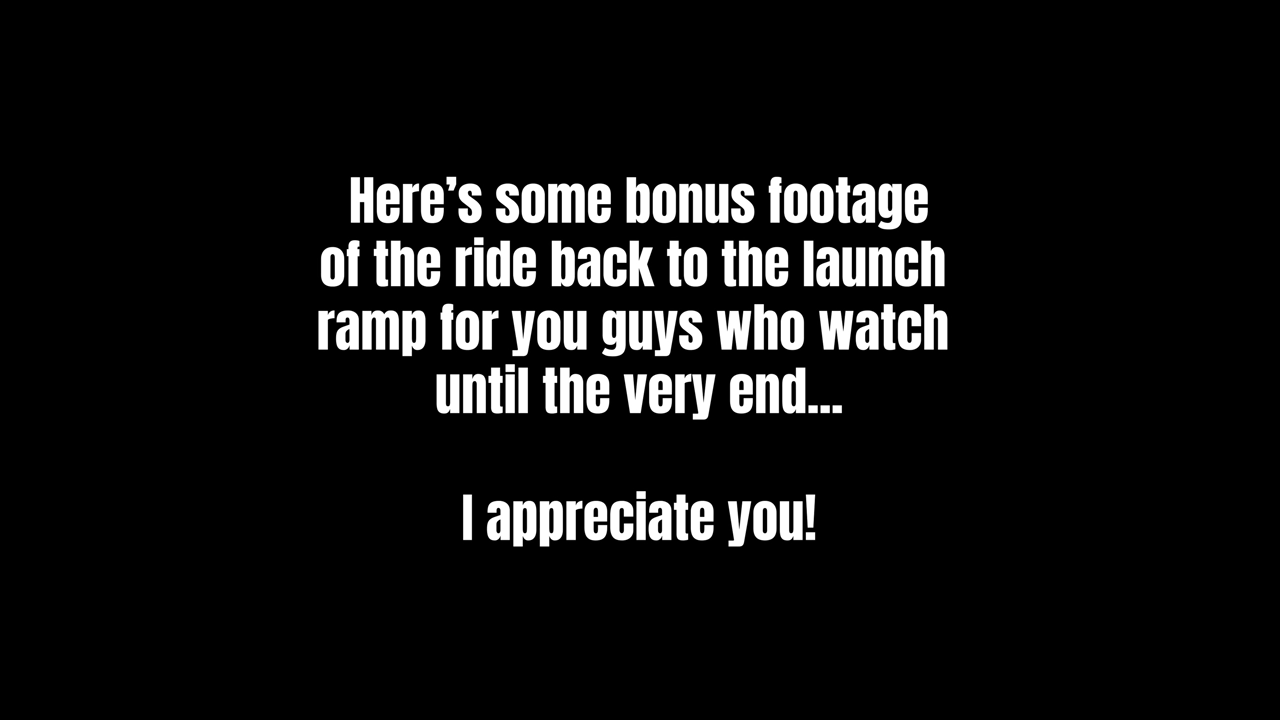 Here’s some bonus footage
of the ride back to the launch
ramp for you guys who watch
until the very end...
I appreciate you!